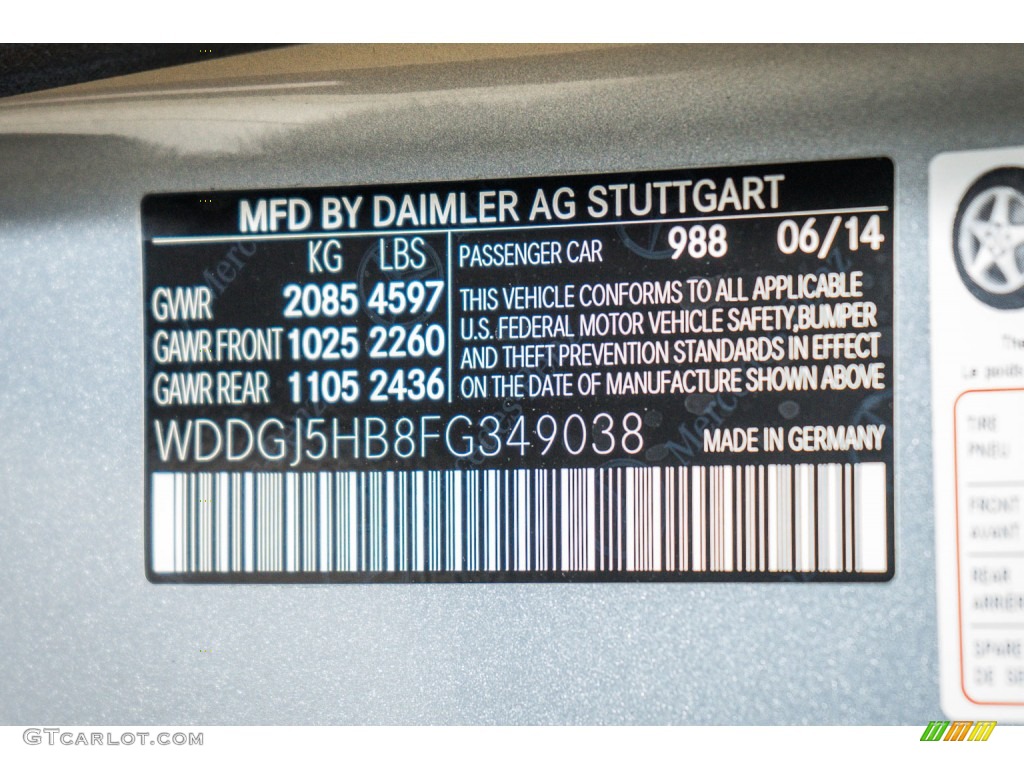 MFD BY DAIMLER AG STUTTGART
KG LBS
GVWR 2085 4597
GAWR FRONT 1025 2260
GAWR REAR 1105 2436
PASSENGER CAR 988 06/14
THIS VEHICLE CONFORMS TO ALL APPLICABLE
U.S. FEDERAL MOTOR VEHICLE SAFETY, BUMPER
AND THEFT PREVENTION STANDARDS IN EFFECT
ON THE DATE OF MANUFACTURE SHOWN ABOVE
WDDGJ5HB8FG349038 MADE IN GERMANY
The
Le
TIRE
PNEU
FRONT
AVANT
REAR
SPARE
DE
GTCARLOT.COM